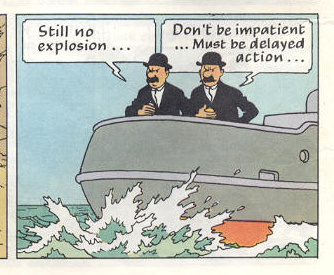 Still no
explosion ...
Don't be impatient
... Must be delayed
action ...